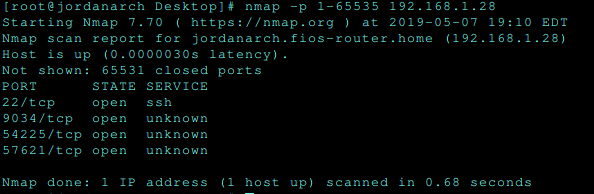 [root@jordanarch Desktop]# nmap -p 1-65535 192.168.1.28
Starting Nmap 7.70 ( https://nmap.org ) at 2019-05-07 19:10 EDT
Nmap scan report for jordanarch.fios-router.home (192.168.1.28)
Host is up (0.0000030s latency).
Not shown: 65531 closed ports
PORT      STATE SERVICE
22/tcp    open  ssh
9034/tcp  open  unknown
54225/tcp open  unknown
57621/tcp open  unknown
Nmap done: 1 IP address (1 host up) scanned in 0.68 seconds